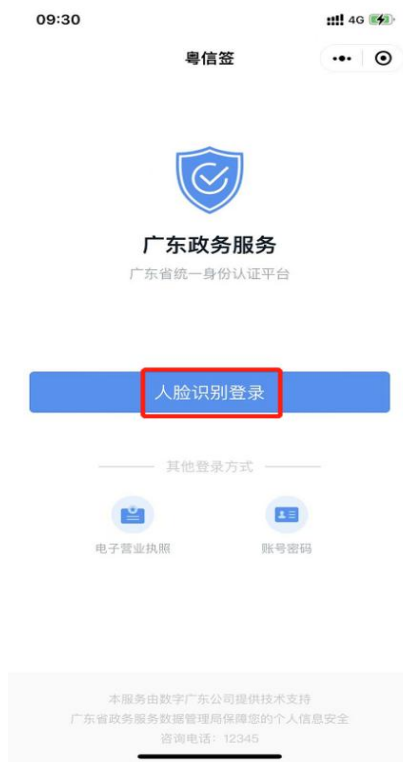 09:30
4G
粤信签
广东政务服务
广东省统一身份认证平台
人脸识别登录
其他登录方式
电子营业执照 账号密码
本服务由数字广东公司提供技术支持
广东省政务服务数据管理局保障您的个人信息安全
咨询电话：12345